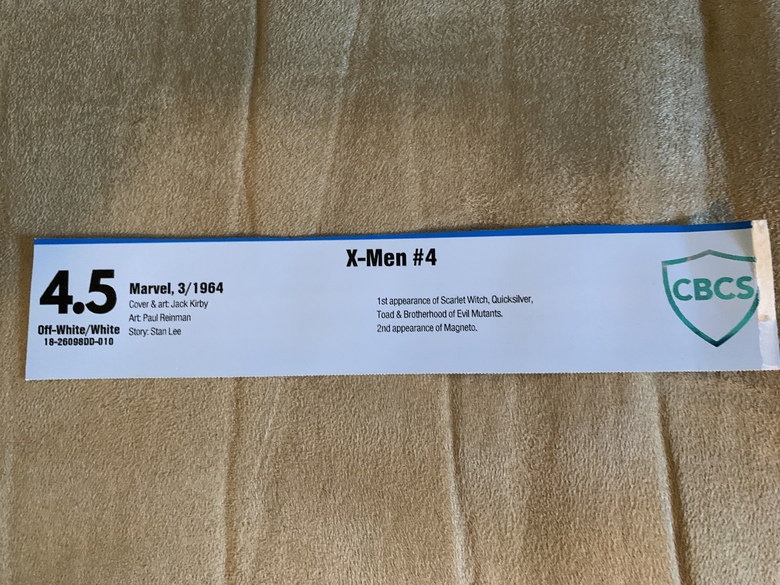 X-Men #4
4.5
Off-White/White
18-26098DD-010
Marvel, 3/1964
Cover & art: Jack Kirby
Art: Paul Reinman
Story: Stan Lee
1st appearance of Scarlet Witch, Quicksilver,
Toad & Brotherhood of Evil Mutants.
2nd appearance of Magneto.
CBCS